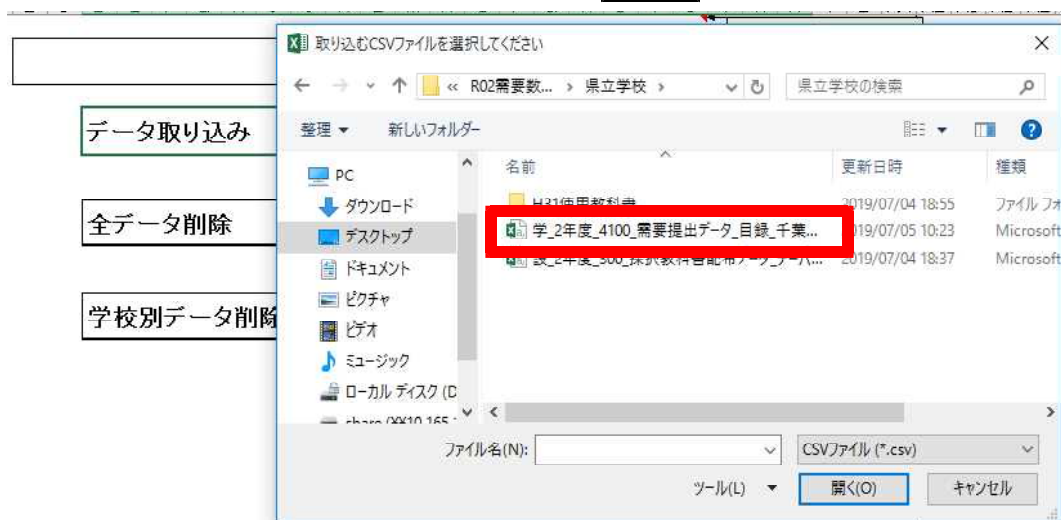 取り込むCSVファイルを選択してください
« R02需要数... › 県立学校 ›
県立学校の検索
データ取り込み
整理 ▼ 新しいフォルダー
名前 更新日時 種類
PC
ダウンロード
H31使用教科書 2019/07/04 18:55 ファイル フォ
全データ削除
デスクトップ
学_2年度_4100_需要提出データ_目録_千葉... 2019/07/05 10:23 Microsoft
ドキュメント
2019/07/04 18:37 Microsoft
ピクチャ
学校別データ削除
ビデオ
ミュージック
ローカル ディスク (D
ファイル名(N):
CSVファイル (*.csv)
ツール(L) ▼ 開く(O) キャンセル